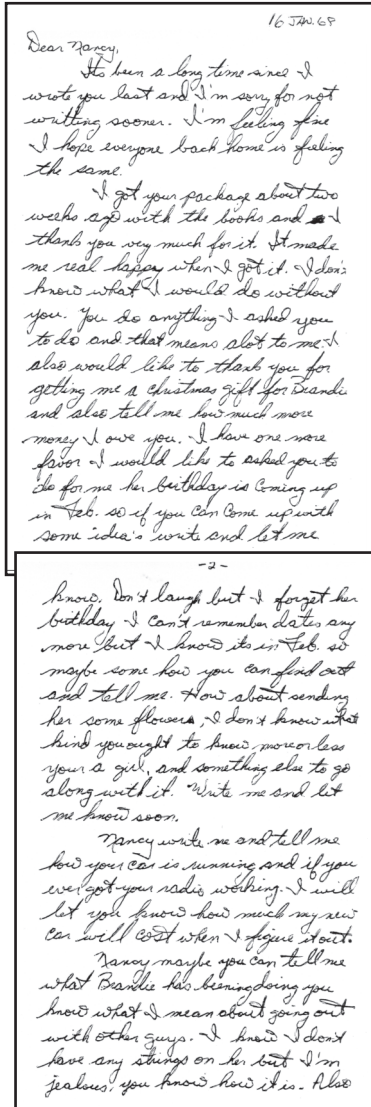 16 JAN. 68
Dear Nancy,
Its been a long time since I
wrote you last and I'm sorry for not
writting sooner. I'm feeling fine
I hope everyone back home is fieling
the same.
I got your package about two
weeks ago with the books and I
thank you very much for it. It made
me real happy when I got it. I don't
know what I would do without
you. You do anything I asked you
to do and that means alot to me. I
also would like to thank you for
getting me a christmas gift for Brandie
and also tell me how much more
money I owe you. I have one more
favor I would like to asked you to
do for me her birthday is Coming up
in Feb. so if you can Come up with
some idea's write and let me
-2-
know. Don't laugh but I forget her
birthday I can't remember dates any
more but I know its in Feb. so
maybe some how you can find out
and tell me. How about sending
her some flowers, I don't know what
kind you ought to know, more or less
your a girl, and something else to go
along with it. Write me and let
me know soon.
Nancy write me and tell me
how your car is running and if you
ever got your radio working. I will
let you know how much my new
car will cost when I figure it out.
Nancy maybe you can tell me
what Brandie has beening doing you
know what I mean about going out
with other guys. I know I don't
have any strings on her but I'm
jealous, you know how it is. Also